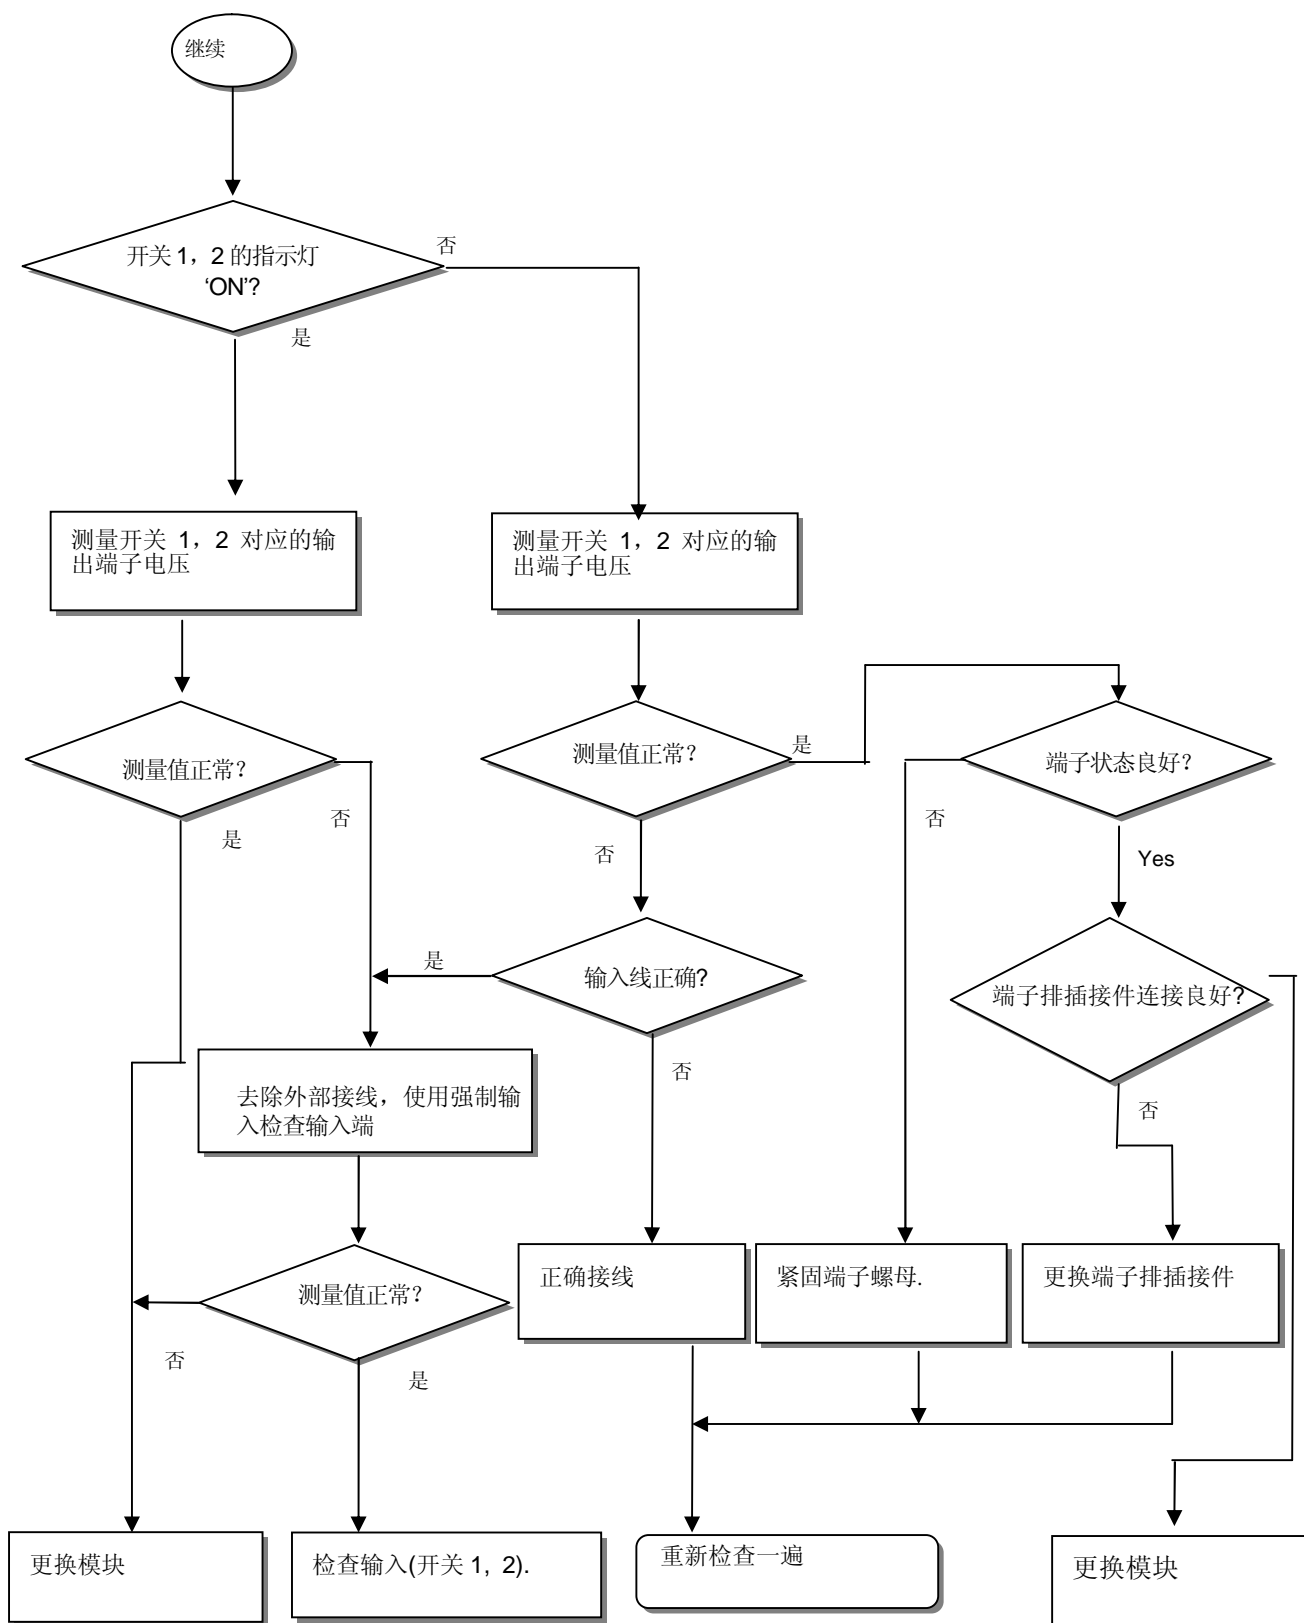 继续
开关 1，2 的指示灯
‘ON’?
否
是
测量开关 1，2 对应的输
出端子电压
测量开关 1，2 对应的输
出端子电压
测量值正常？
测量值正常？
是
端子状态良好？
否
是
否
否
Yes
是
输入线正确?
端子排插接件连接良好?
否
去除外部接线，使用强制输
入检查输入端
否
测量值正常？
正确接线
紧固端子螺母.
更换端子排插接件
否
是
更换模块
检查输入(开关 1, 2).
重新检查一遍
更换模块